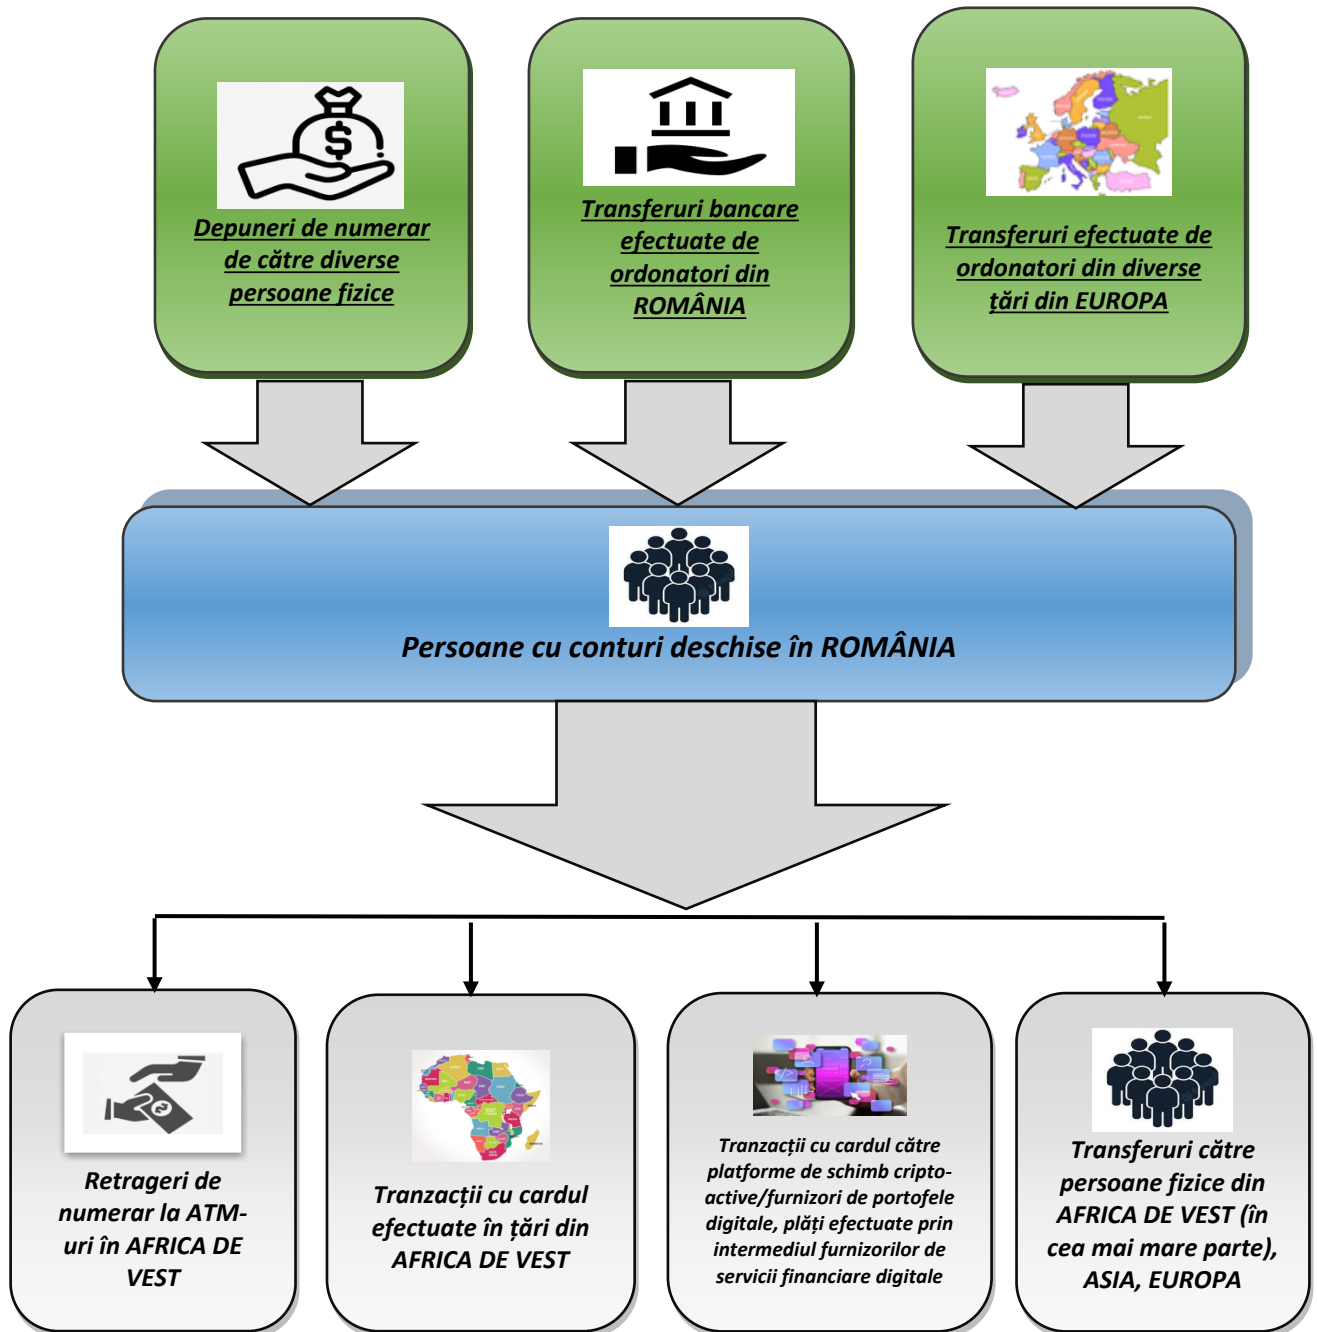 Depuneri de numerar
de către diverse
persoane fizice
Transferuri bancare
efectuate de
ordonatori din
ROMÂNIA
Transferuri efectuate de
ordonatori din diverse
țări din EUROPA
Persoane cu conturi deschise în ROMÂNIA
Retrageri de
numerar la ATM-
uri în AFRICA DE
VEST
Tranzacții cu cardul
efectuate în țări din
AFRICA DE VEST
Tranzacții cu cardul către
platforme de schimb cripto-
active/furnizori de portofele
digitale, plăți efectuate prin
intermediul furnizorilor de
servicii financiare digitale
Transferuri către
persoane fizice din
AFRICA DE VEST (în
cea mai mare parte),
ASIA, EUROPA